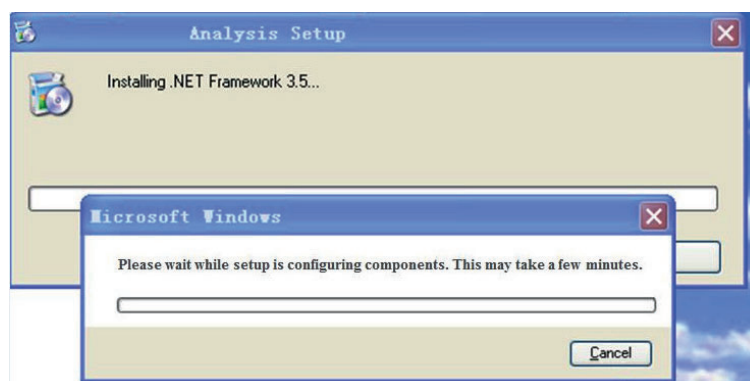 Analysis Setup
Installing .NET Framework 3.5...
Microsoft Windows
Please wait while setup is configuring components. This may take a few minutes.
Cancel